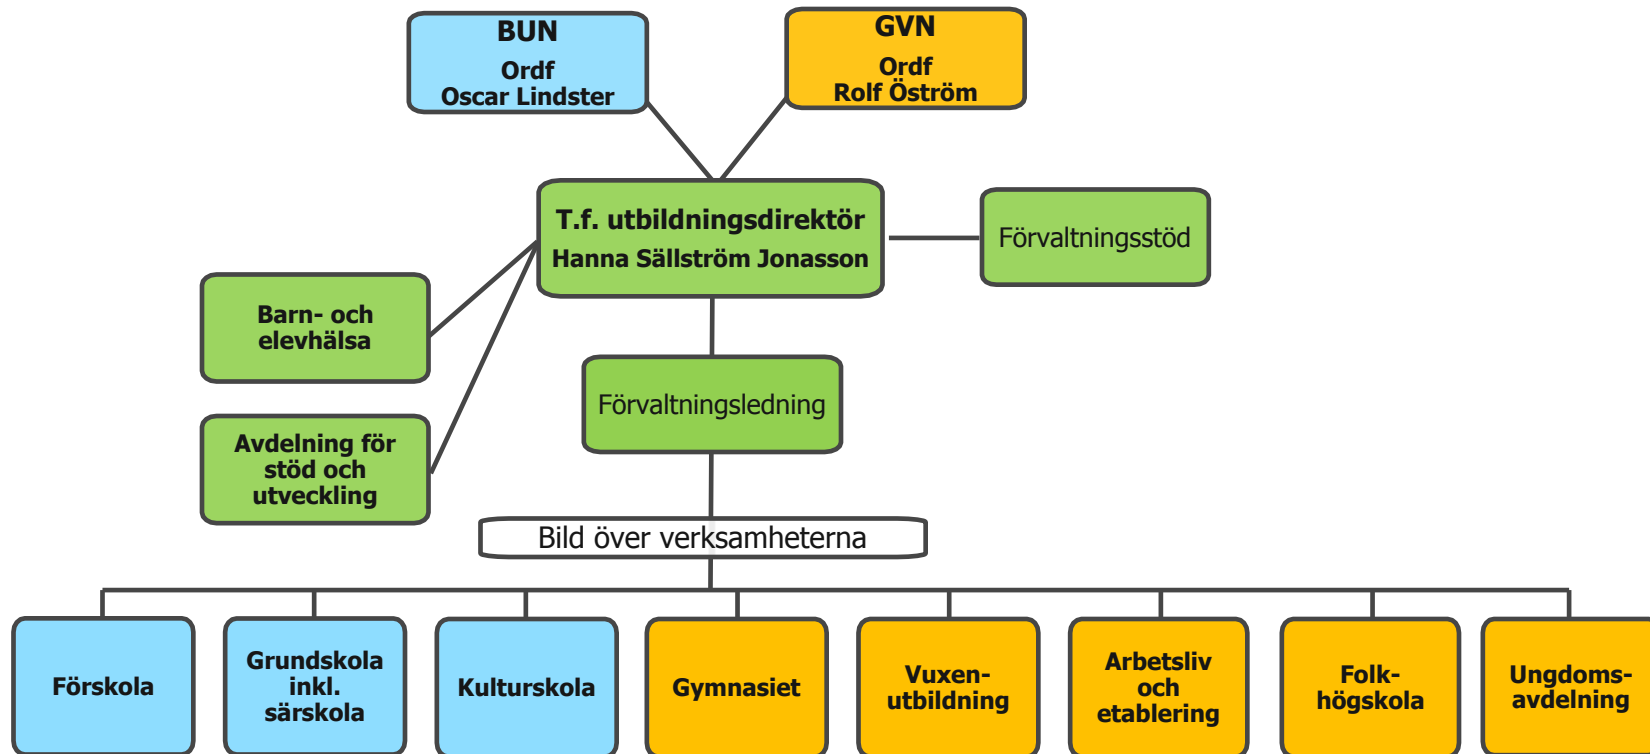 BUN
Ordf
Oscar Lindster
GVN
Ordf
Rolf Öström
T.f. utbildningsdirektör
Hanna Sällström Jonasson
Förvaltningsstöd
Barn- och
elevhälsa
Förvaltningsledning
Avdelning för
stöd och
utveckling
Bild över verksamheterna
Förskola
Grundskola
inkl.
särskola
Kulturskola
Gymnasiet
Vuxen-
utbildning
Arbetsliv
och
etablering
Folk-
högskola
Ungdoms-
avdelning